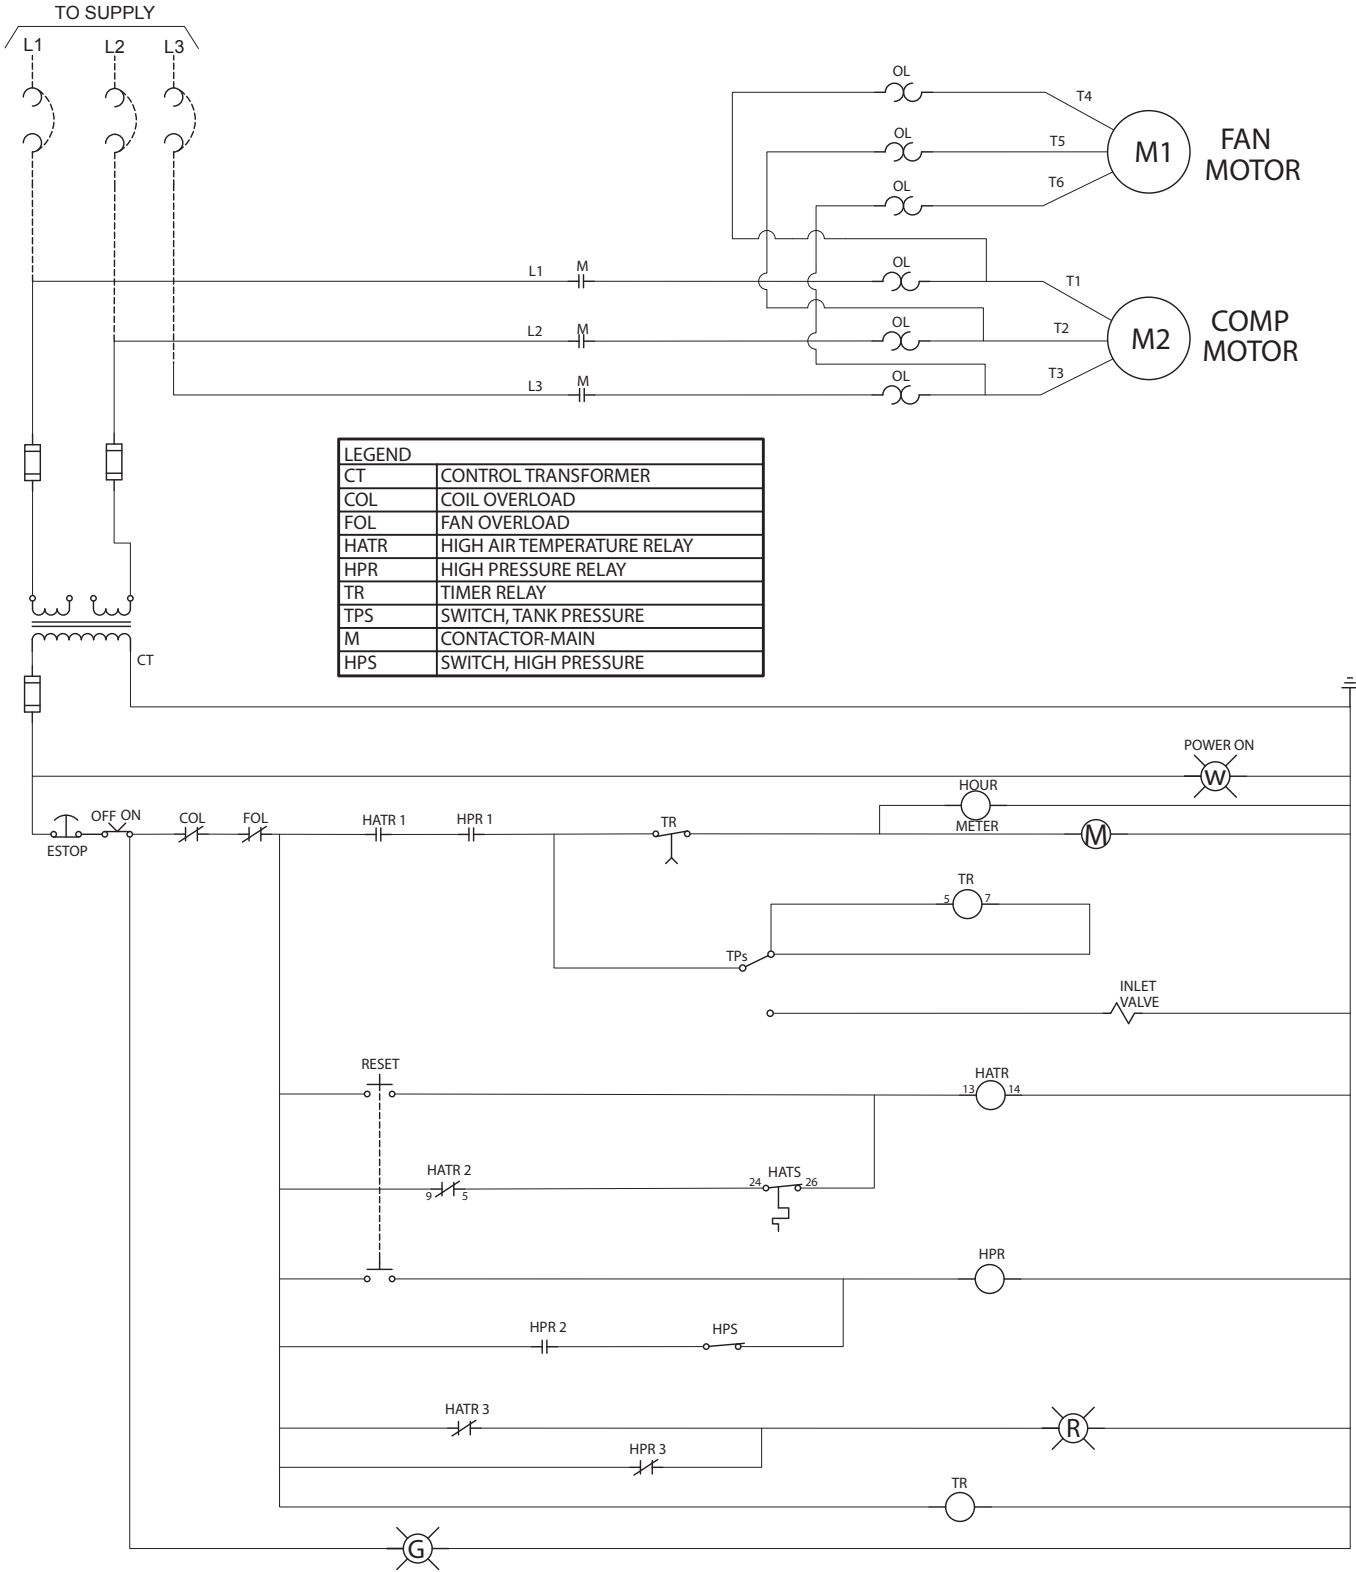 TO SUPPLY
L1 L2 L3
OL
T4
M1
FAN
MOTOR
OL
T5
OL
T6
L1 M OL T1
L2 M OL T2
M2
COMP
MOTOR
L3 M OL T3
LEGEND
CT CONTROL TRANSFORMER
COL COIL OVERLOAD
FOL FAN OVERLOAD
HATR HIGH AIR TEMPERATURE RELAY
HPR HIGH PRESSURE RELAY
TR TIMER RELAY
TPS SWITCH, TANK PRESSURE
M CONTACTOR-MAIN
HPS SWITCH, HIGH PRESSURE
CT
POWER ON
W
HOUR
METER
ESTOP
OFF ON
COL
FOL
HATR 1
HPR 1
TR
M
TR
5 7
TPs
INLET
VALVE
RESET
HATR
13 14
HATR 2
9 5
HATS
24 26
HPR
HPR 2
HPS
HATR 3
R
HPR 3
TR
G